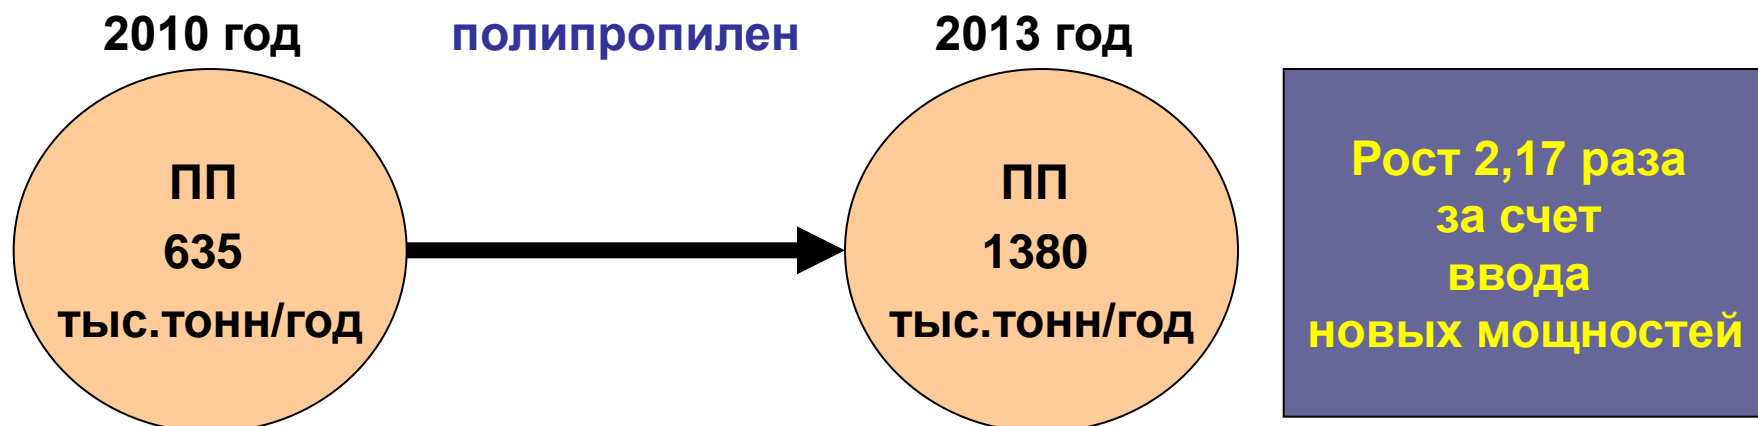 2010 год
полипропилен
2013 год
ПП
635
тыс.тонн/год
ПП
1380
тыс.тонн/год
Рост 2,17 раза
за счет
ввода
новых мощностей